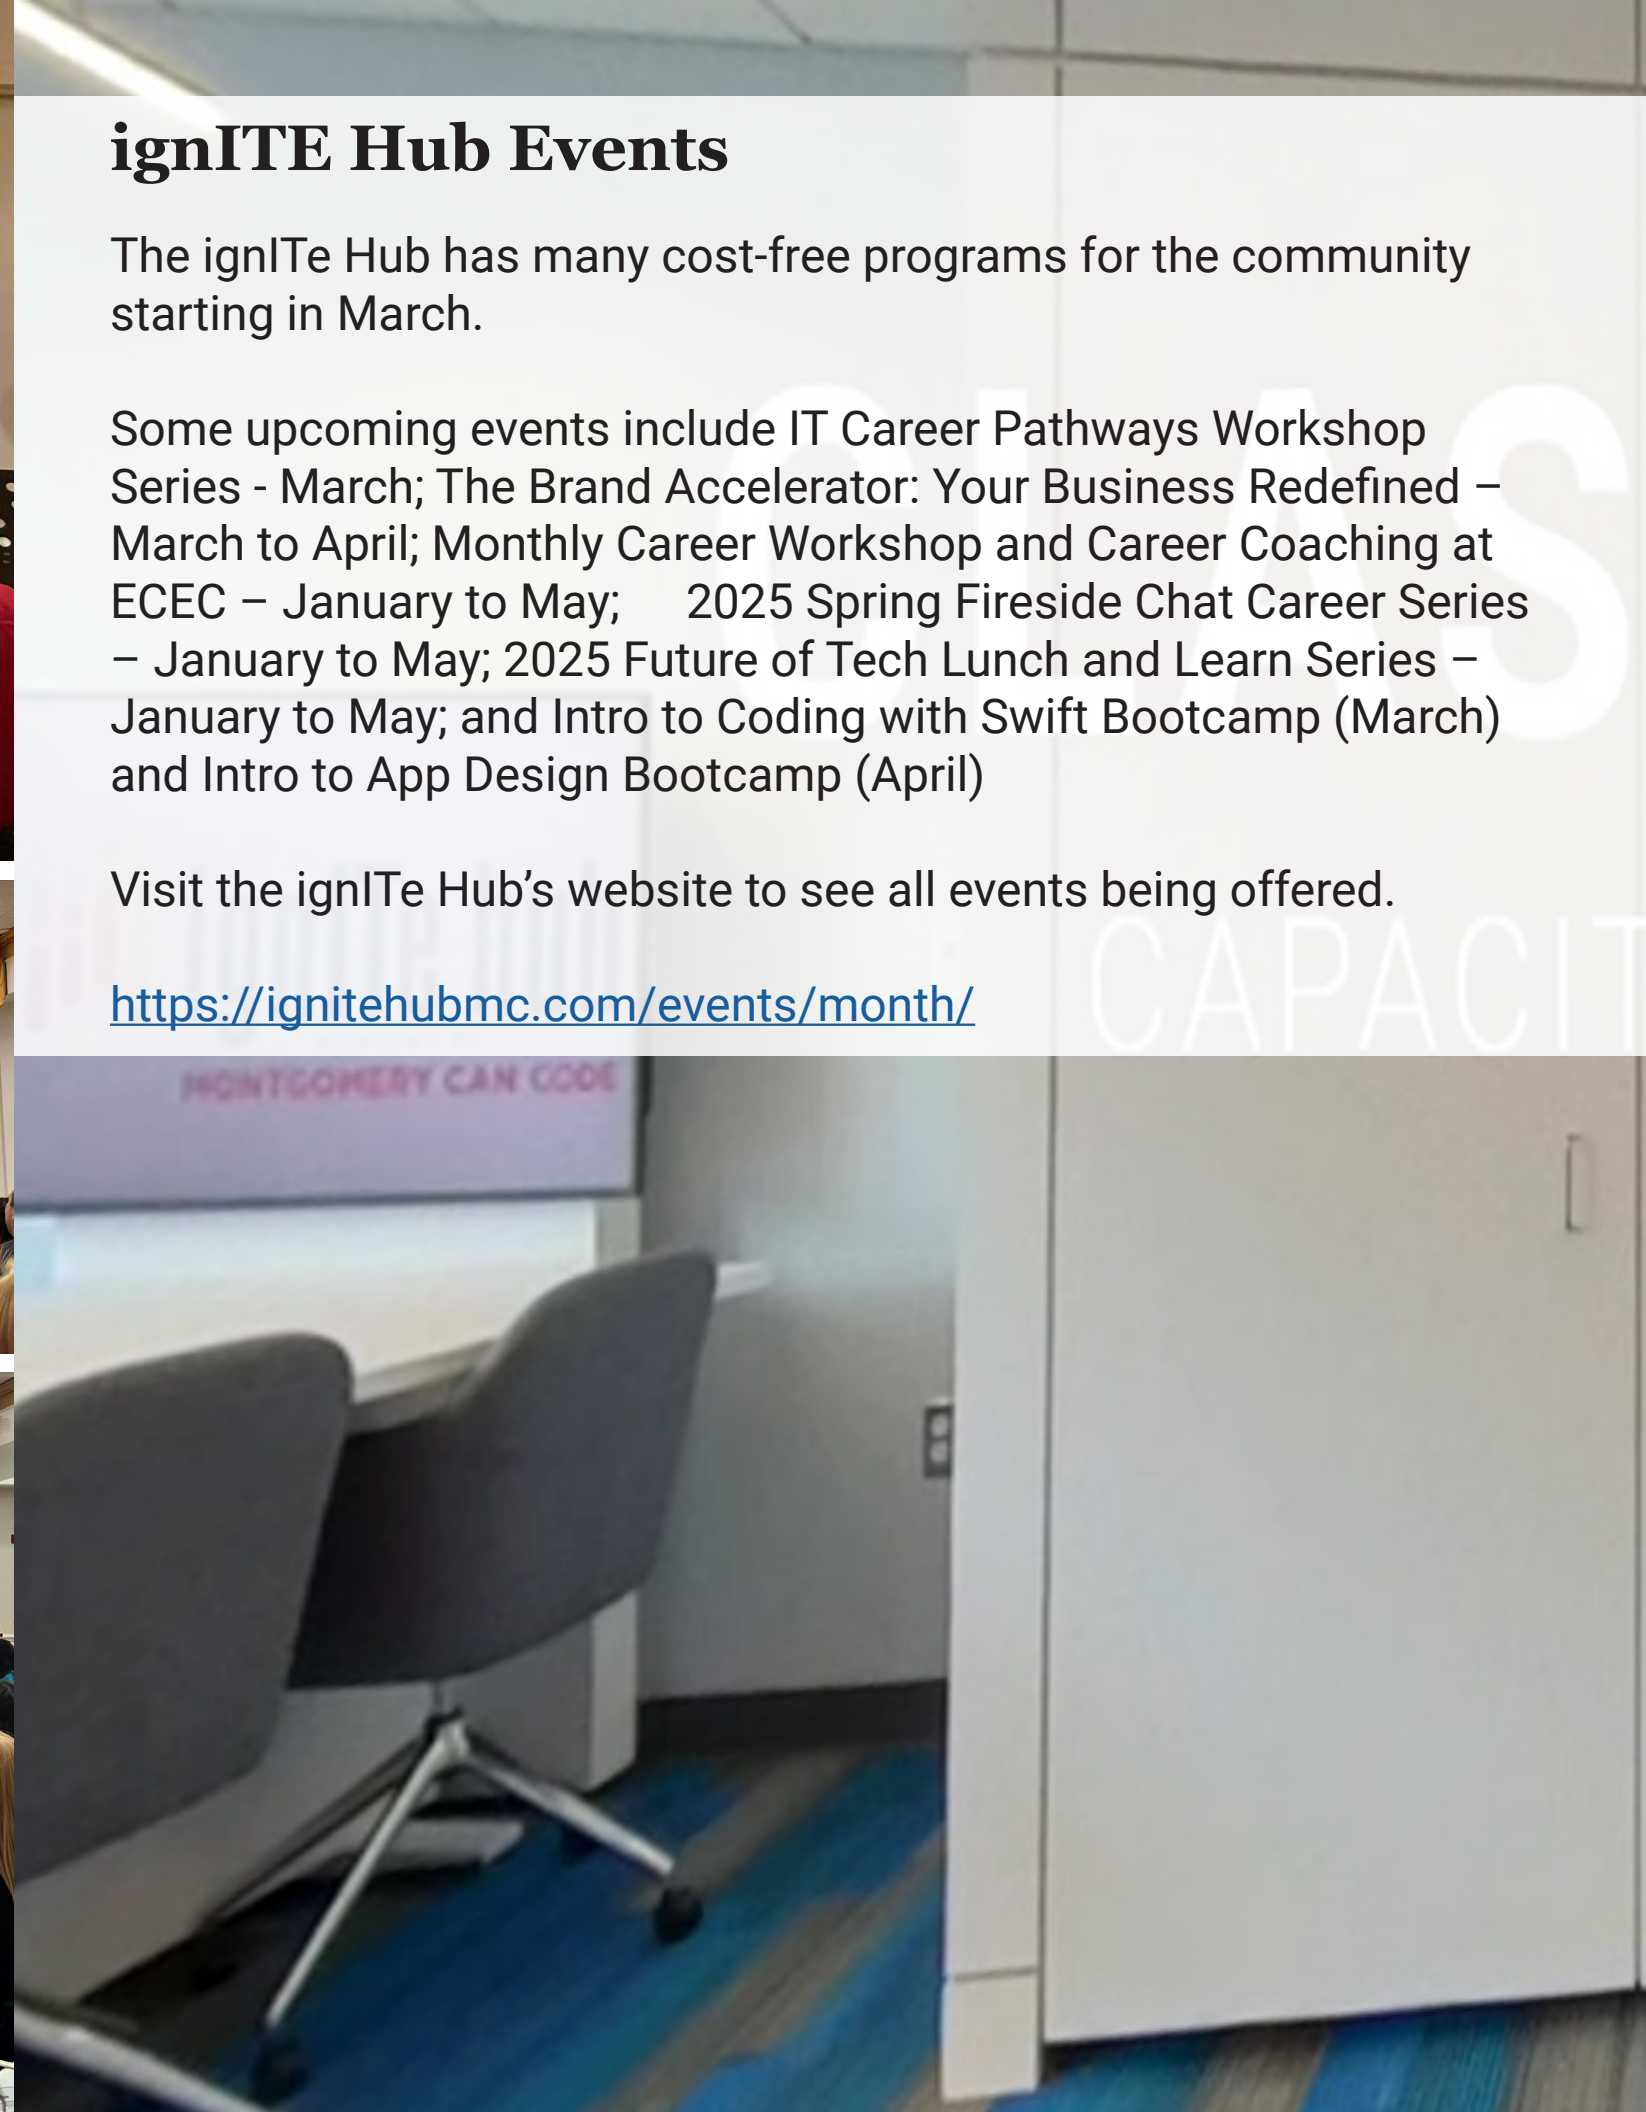 ignITE Hub Events
The ignITe Hub has many cost-free programs for the community
starting in March.
Some upcoming events include IT Career Pathways Workshop
Series - March; The Brand Accelerator: Your Business Redefined –
March to April; Monthly Career Workshop and Career Coaching at
ECEC – January to May; 2025 Spring Fireside Chat Career Series
– January to May; 2025 Future of Tech Lunch and Learn Series –
January to May; and Intro to Coding with Swift Bootcamp (March)
and Intro to App Design Bootcamp (April)
Visit the ignITe Hub’s website to see all events being offered.
https://ignitehubmc.com/events/month/
CLAS
CAPACIT
ignITe hub
MONTGOMERY CAN CODE